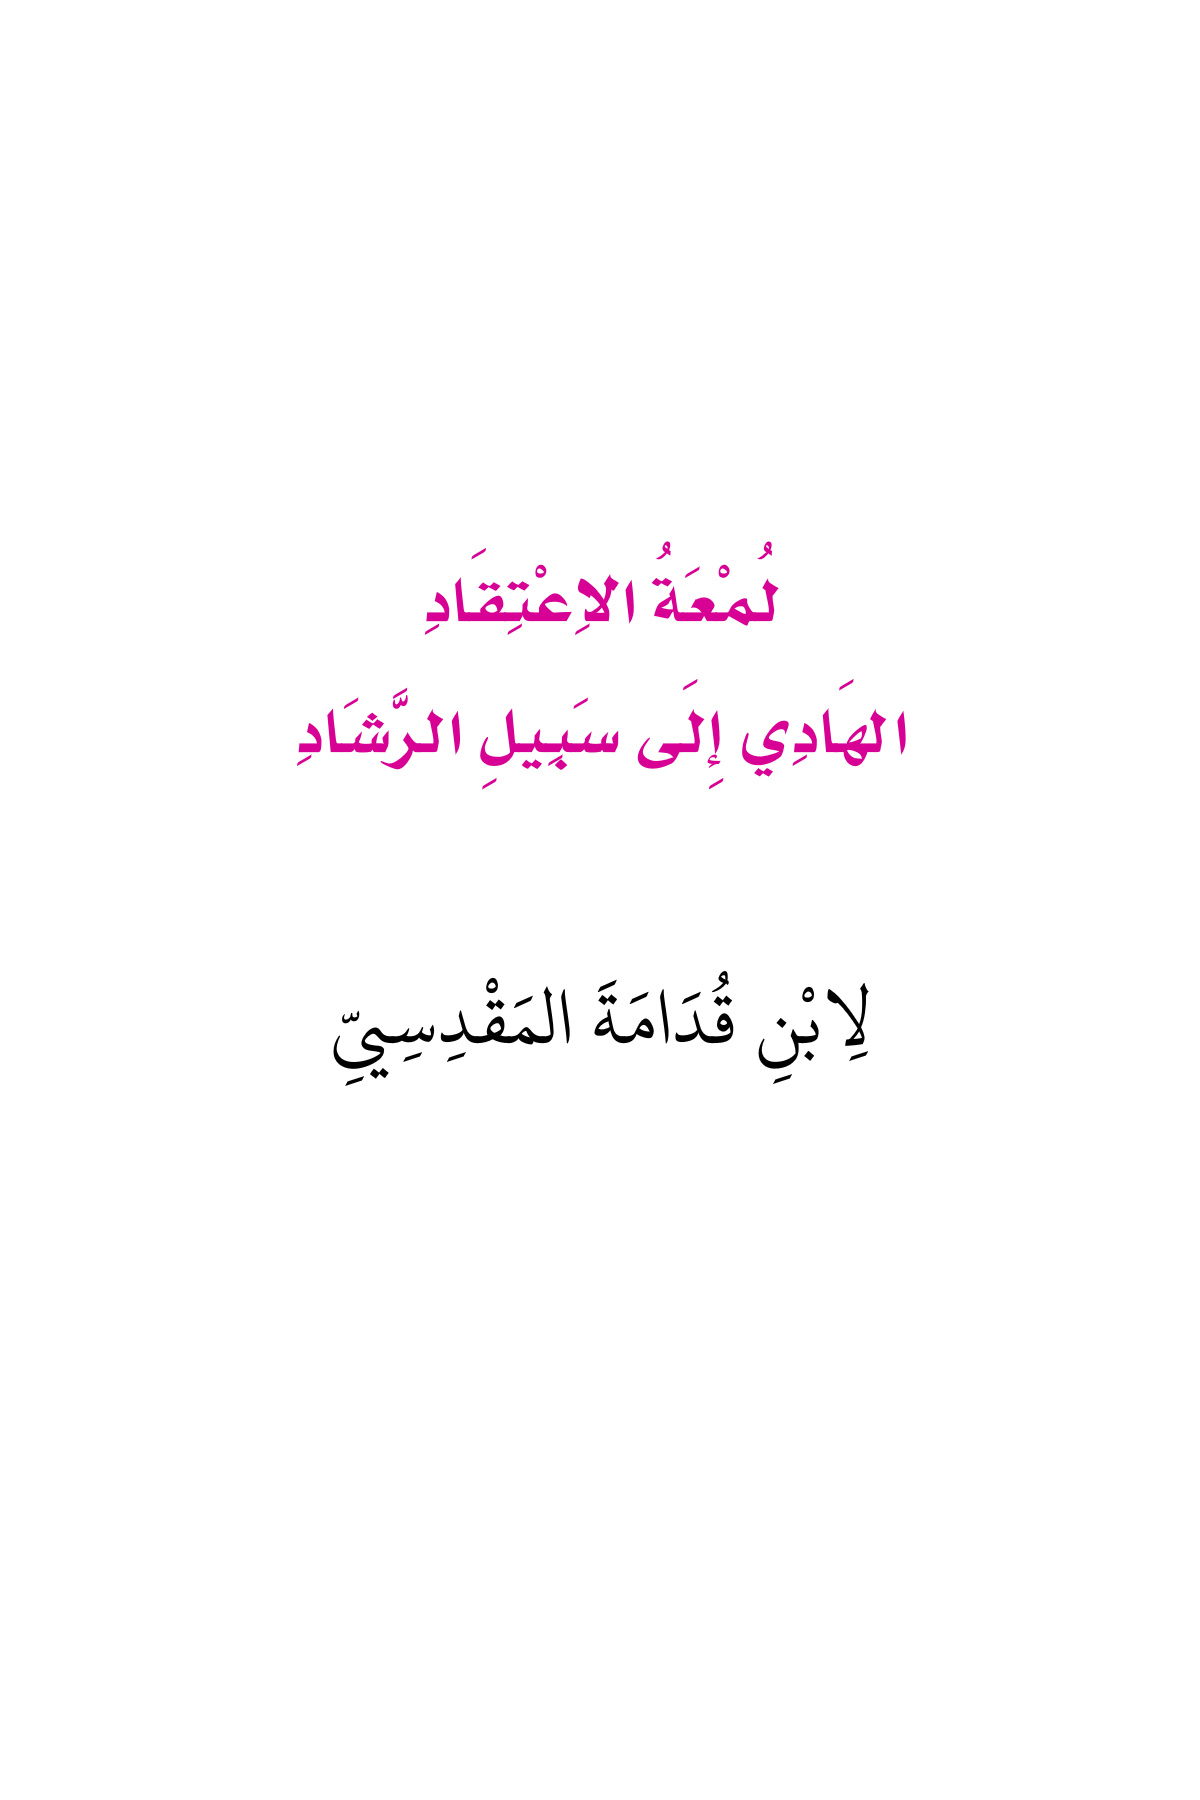 لُمْعَةُ الاِعْتِقَادِ
الهَادِي إِلَى سَبِيلِ الرَّشَادِ
لِابْنِ قُدَامَةَ المَقْدِسِيِّ